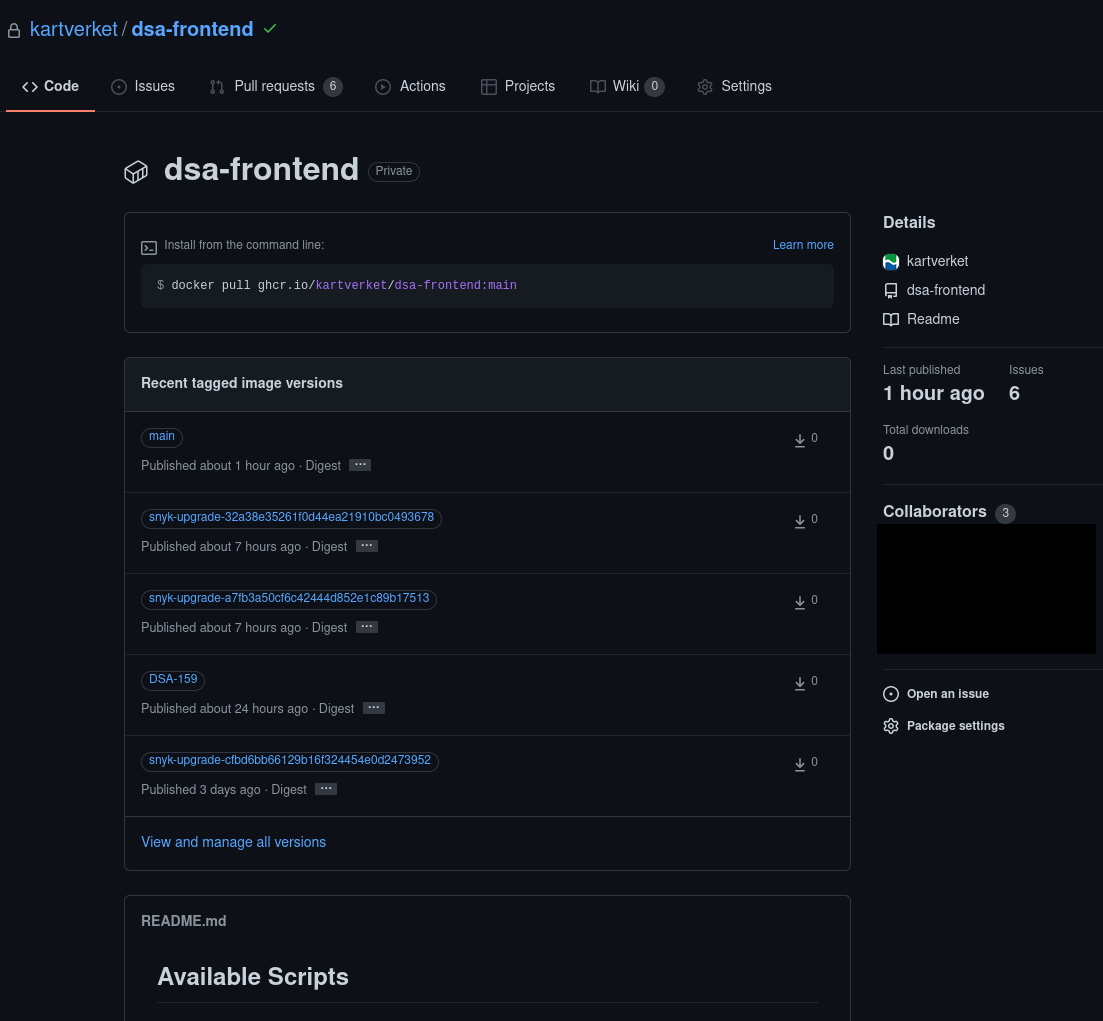 kartverket / dsa-frontend
Code Issues Pull requests 6 Actions Projects Wiki 0 Settings
dsa-frontend Private
Install from the command line:
Learn more
$ docker pull ghcr.io/kartverket/dsa-frontend:main
Recent tagged image versions
main
0
Published about 1 hour ago · Digest ...
snyk-upgrade-32a38e35261f0d44ea21910bc0493678
0
Published about 7 hours ago · Digest ...
snyk-upgrade-a7fb3a50cf6c42444d852e1c89b17513
0
Published about 7 hours ago · Digest ...
DSA-159
0
Published about 24 hours ago · Digest ...
snyk-upgrade-cfbd6bb66129b16f324454e0d2473952
0
Published 3 days ago · Digest ...
View and manage all versions
README.md
Available Scripts
Details
kartverket
dsa-frontend
Readme
Last published Issues
1 hour ago 6
Total downloads
0
Collaborators 3
Open an issue
Package settings